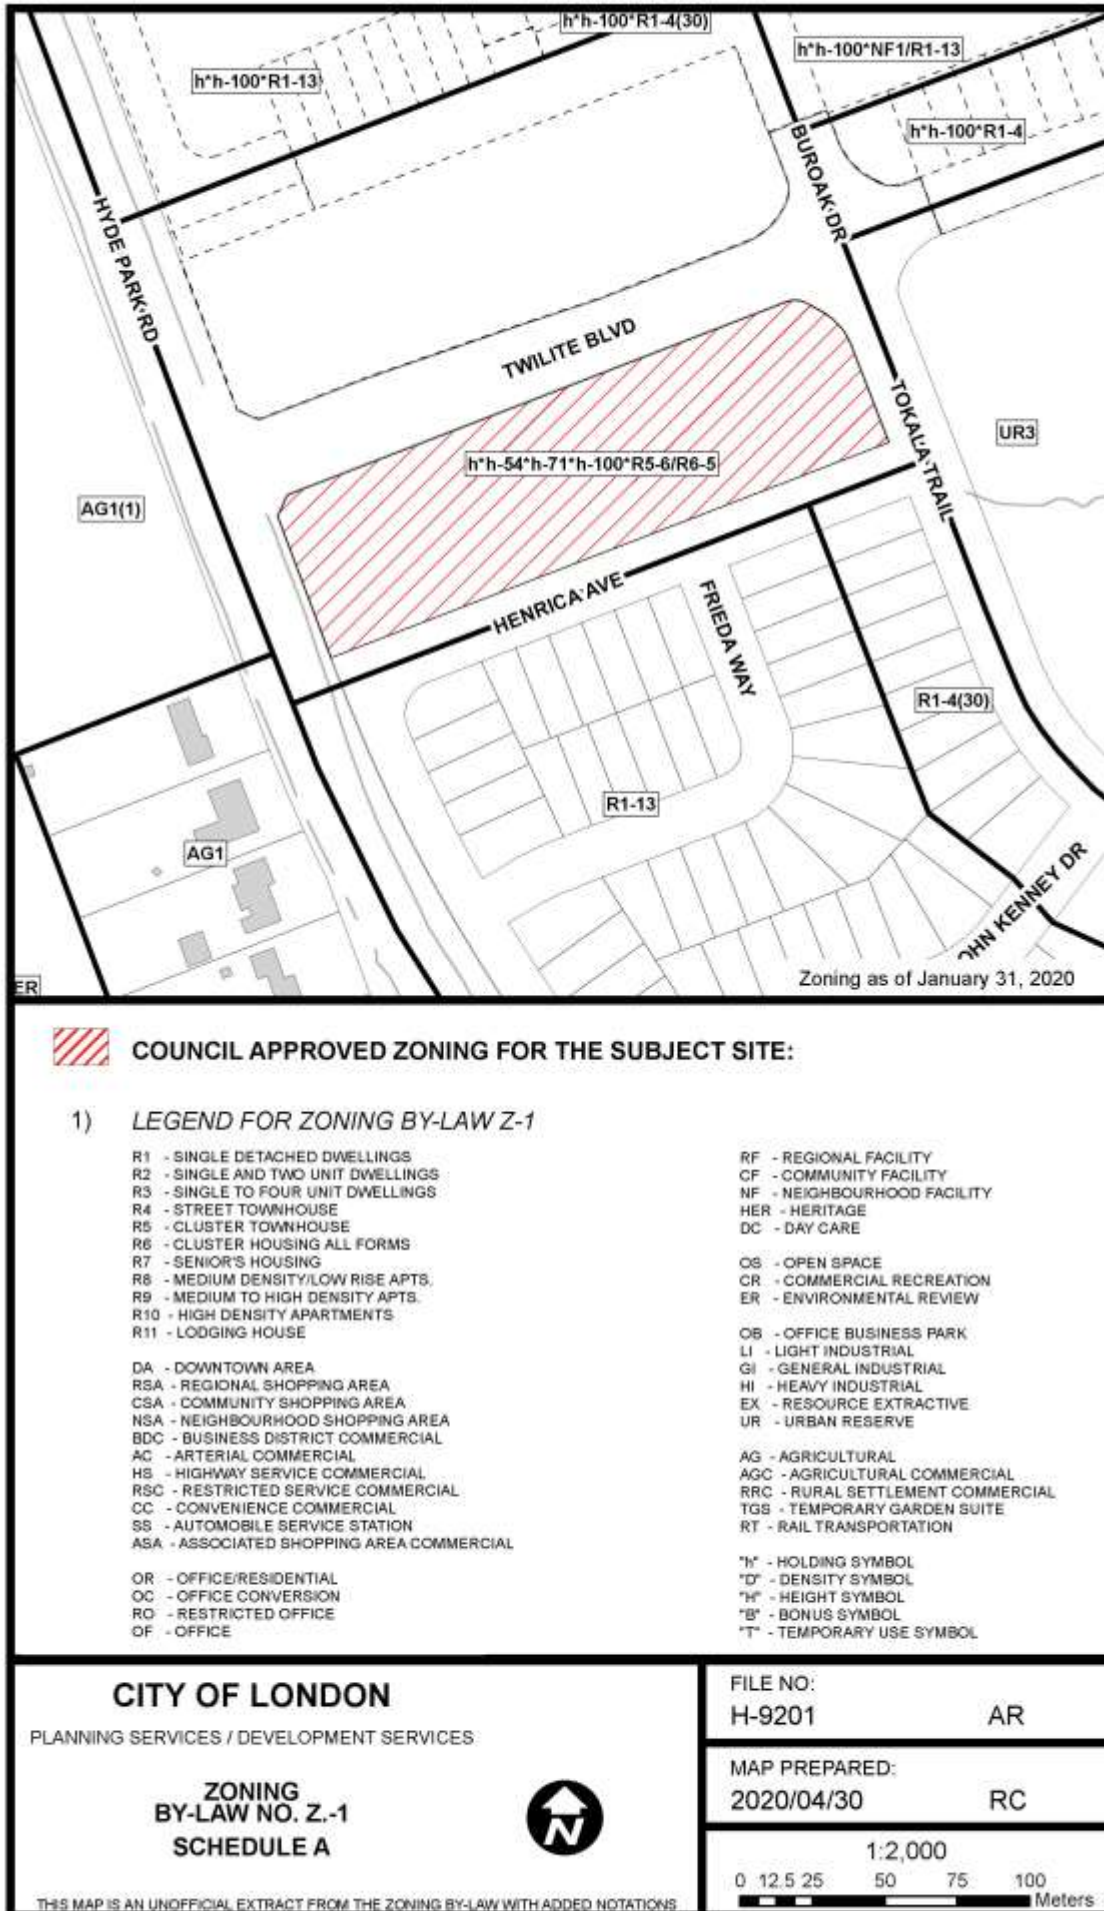 h*h-100*R1-4(30)
h*h-100*R1-13
h*h-100*NF1/R1-13
h*h-100*R1-4
BUROAK DR
HYDE PARK RD
TWILITE BLVD
TOKALA TRAIL
UR3
h*h-54*h-71*h-100*R5-6/R6-5
AG1(1)
HENRICA AVE
FRIEDA WAY
R1-4(30)
R1-13
AG1
OHN KENNEY DR
ER
Zoning as of January 31, 2020
COUNCIL APPROVED ZONING FOR THE SUBJECT SITE:
1) LEGEND FOR ZONING BY-LAW Z-1
R1 - SINGLE DETACHED DWELLINGS
R2 - SINGLE AND TWO UNIT DWELLINGS
R3 - SINGLE TO FOUR UNIT DWELLINGS
R4 - STREET TOWNHOUSE
R5 - CLUSTER TOWNHOUSE
R6 - CLUSTER HOUSING ALL FORMS
R7 - SENIOR'S HOUSING
R8 - MEDIUM DENSITY/LOW RISE APTS.
R9 - MEDIUM TO HIGH DENSITY APTS.
R10 - HIGH DENSITY APARTMENTS
R11 - LODGING HOUSE
DA - DOWNTOWN AREA
RSA - REGIONAL SHOPPING AREA
CSA - COMMUNITY SHOPPING AREA
NSA - NEIGHBOURHOOD SHOPPING AREA
BDC - BUSINESS DISTRICT COMMERCIAL
AC - ARTERIAL COMMERCIAL
HS - HIGHWAY SERVICE COMMERCIAL
RSC - RESTRICTED SERVICE COMMERCIAL
CC - CONVENIENCE COMMERCIAL
SS - AUTOMOBILE SERVICE STATION
ASA - ASSOCIATED SHOPPING AREA COMMERCIAL
OR - OFFICE/RESIDENTIAL
OC - OFFICE CONVERSION
RO - RESTRICTED OFFICE
OF - OFFICE
RF - REGIONAL FACILITY
CF - COMMUNITY FACILITY
NF - NEIGHBOURHOOD FACILITY
HER - HERITAGE
DC - DAY CARE
OS - OPEN SPACE
CR - COMMERCIAL RECREATION
ER - ENVIRONMENTAL REVIEW
OB - OFFICE BUSINESS PARK
LI - LIGHT INDUSTRIAL
GI - GENERAL INDUSTRIAL
HI - HEAVY INDUSTRIAL
EX - RESOURCE EXTRACTIVE
UR - URBAN RESERVE
AG - AGRICULTURAL
AGC - AGRICULTURAL COMMERCIAL
RRC - RURAL SETTLEMENT COMMERCIAL
TGS - TEMPORARY GARDEN SUITE
RT - RAIL TRANSPORTATION
"h" - HOLDING SYMBOL
"D" - DENSITY SYMBOL
"H" - HEIGHT SYMBOL
"B" - BONUS SYMBOL
"T" - TEMPORARY USE SYMBOL
CITY OF LONDON
PLANNING SERVICES / DEVELOPMENT SERVICES
ZONING
BY-LAW NO. Z.-1
SCHEDULE A
N
THIS MAP IS AN UNOFFICIAL EXTRACT FROM THE ZONING BY-LAW WITH ADDED NOTATIONS
FILE NO:
H-9201 AR
MAP PREPARED:
2020/04/30 RC
1:2,000
0 12.5 25 50 75 100
Meters